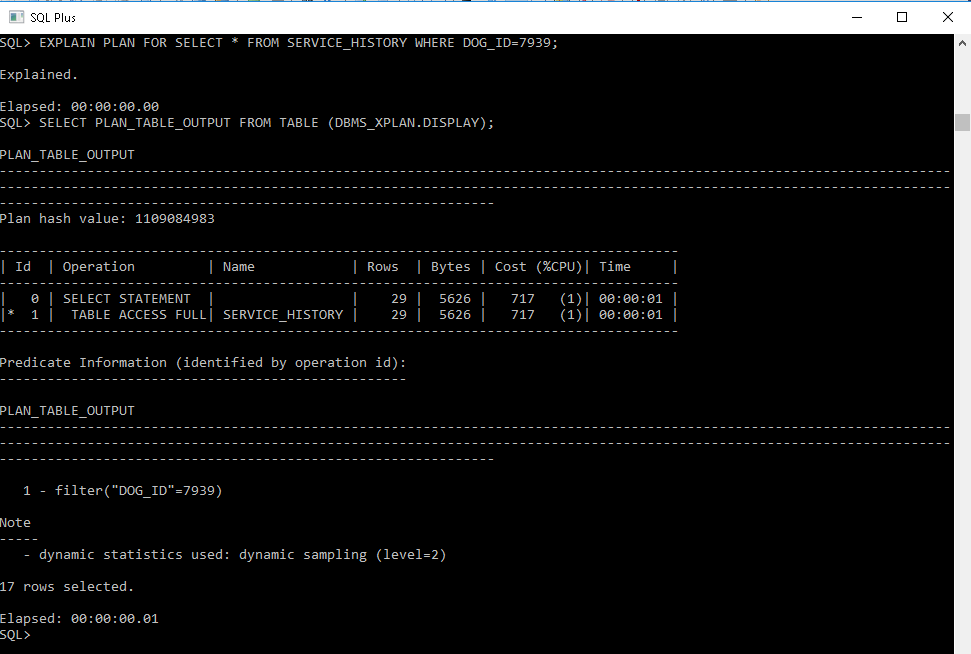 SQL Plus
SQL> EXPLAIN PLAN FOR SELECT * FROM SERVICE_HISTORY WHERE DOG_ID=7939;
Explained.
Elapsed: 00:00:00.00
SQL> SELECT PLAN_TABLE_OUTPUT FROM TABLE (DBMS_XPLAN.DISPLAY);
PLAN_TABLE_OUTPUT
-----------------------------------------------------------------------------------------------------------------------
-----------------------------------------------------------------------------------------------------------------------
--------------------------------------------------------------
Plan hash value: 1109084983
-------------------------------------------------------------------------------------
| Id  | Operation         | Name            | Rows  | Bytes | Cost (%CPU)| Time     |
-------------------------------------------------------------------------------------
|   0 | SELECT STATEMENT  |                 |    29 |  5626 |   717   (1)| 00:00:01 |
|*  1 |  TABLE ACCESS FULL| SERVICE_HISTORY |    29 |  5626 |   717   (1)| 00:00:01 |
-------------------------------------------------------------------------------------
Predicate Information (identified by operation id):
---------------------------------------------------
PLAN_TABLE_OUTPUT
-----------------------------------------------------------------------------------------------------------------------
-----------------------------------------------------------------------------------------------------------------------
--------------------------------------------------------------
   1 - filter("DOG_ID"=7939)
Note
-----
   - dynamic statistics used: dynamic sampling (level=2)
17 rows selected.
Elapsed: 00:00:00.01
SQL>